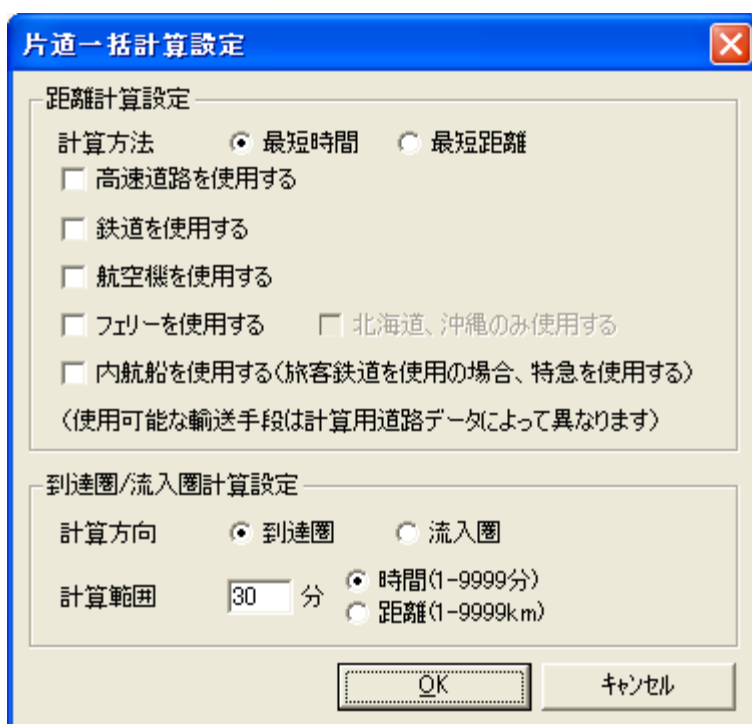 片道一括計算設定
距離計算設定
計算方法 最短時間 最短距離
高速道路を使用する
鉄道を使用する
航空機を使用する
フェリーを使用する 北海道、沖縄のみ使用する
内航船を使用する(旅客鉄道を使用の場合、特急を使用する)
(使用可能な輸送手段は計算用道路データによって異なります)
到達圏/流入圏計算設定
計算方向 到達圏 流入圏
計算範囲 30 分 時間(1-9999分)
距離(1-9999km)
OK キャンセル